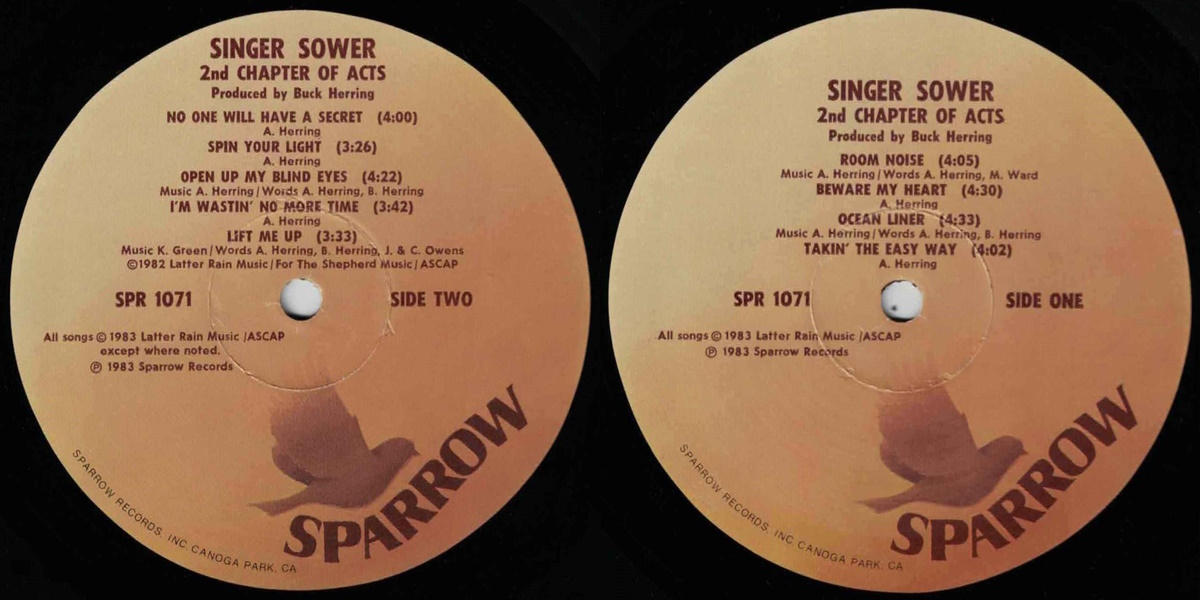 SINGER SOWER
2nd CHAPTER OF ACTS
Produced by Buck Herring
NO ONE WILL HAVE A SECRET (4:00)
A. Herring
SPIN YOUR LIGHT (3:26)
A. Herring
OPEN UP MY BLIND EYES (4:22)
Music A. Herring/Words A. Herring, B. Herring
I'M WASTIN' NO MORE TIME (3:42)
A. Herring
LIFT ME UP (3:33)
Music K. Green/Words A. Herring, B. Herring, J. & C. Owens
©1982 Latter Rain Music/For The Shepherd Music/ASCAP
SPR 1071 SIDE TWO
All songs © 1983 Latter Rain Music /ASCAP
except where noted.
℗ 1983 Sparrow Records
SPARROW
SPARROW RECORDS, INC. CANOGA PARK, CA
SINGER SOWER
2nd CHAPTER OF ACTS
Produced by Buck Herring
ROOM NOISE (4:05)
Music A. Herring/Words A. Herring, M. Ward
BEWARE MY HEART (4:30)
A. Herring
OCEAN LINER (4:33)
Music A. Herring/Words A. Herring, B. Herring
TAKIN' THE EASY WAY (4:02)
A. Herring
SPR 1071 SIDE ONE
All songs © 1983 Latter Rain Music /ASCAP
℗ 1983 Sparrow Records
SPARROW
SPARROW RECORDS, INC. CANOGA PARK, CA